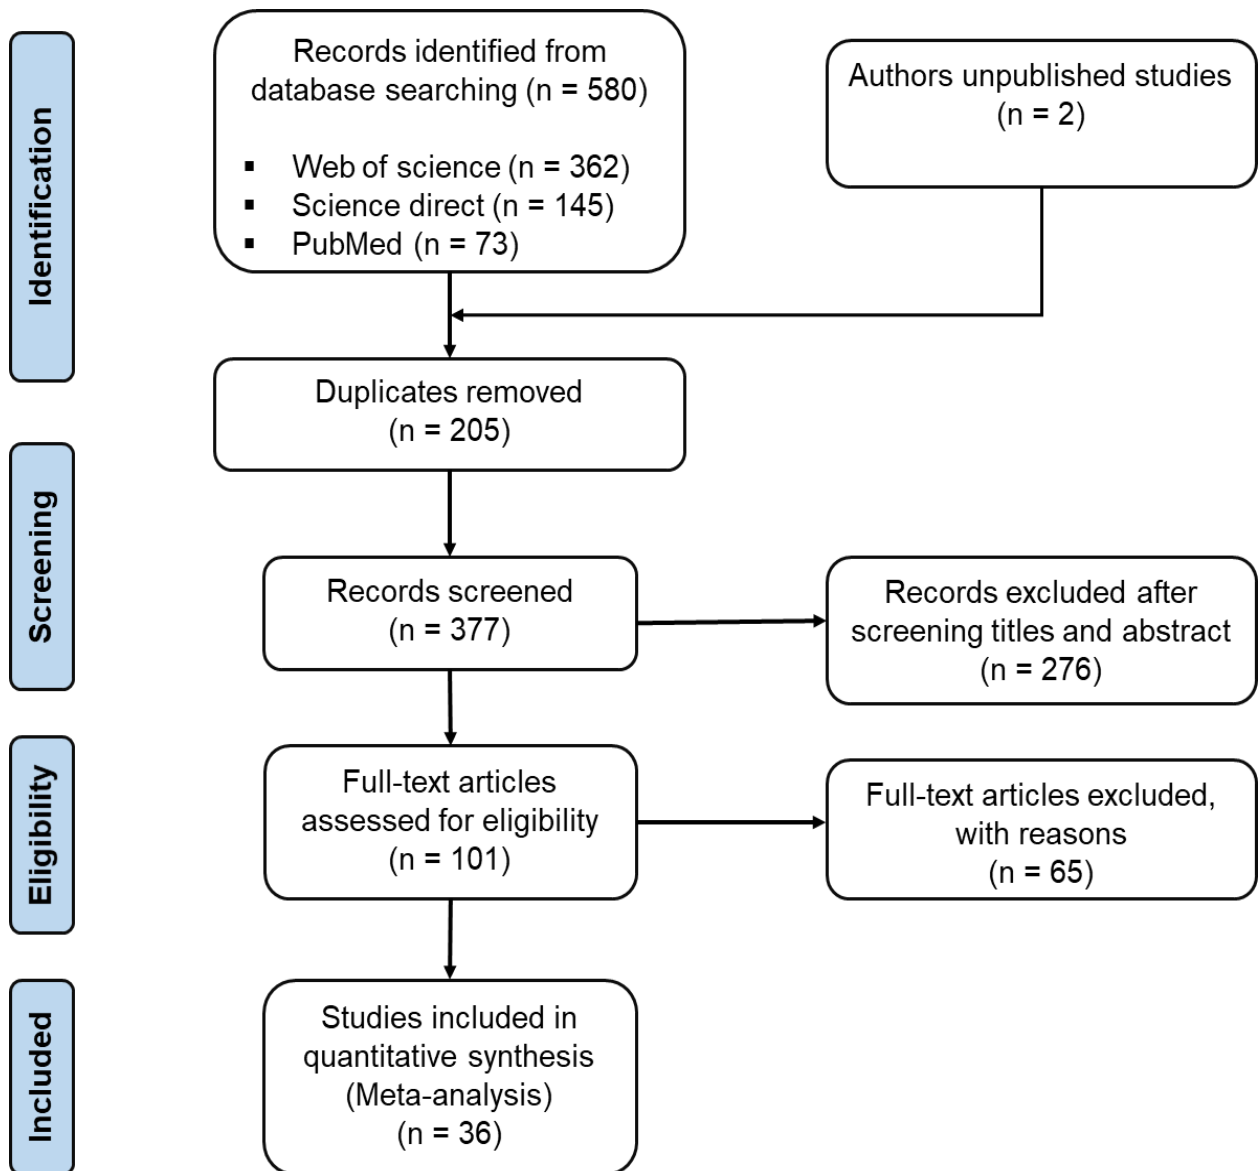 Identification
Records identified from
database searching (n = 580)
▪ Web of science (n = 362)
▪ Science direct (n = 145)
▪ PubMed (n = 73)
Authors unpublished studies
(n = 2)
Duplicates removed
(n = 205)
Screening
Records screened
(n = 377)
Records excluded after
screening titles and abstract
(n = 276)
Eligibility
Full-text articles
assessed for eligibility
(n = 101)
Full-text articles excluded,
with reasons
(n = 65)
Included
Studies included in
quantitative synthesis
(Meta-analysis)
(n = 36)